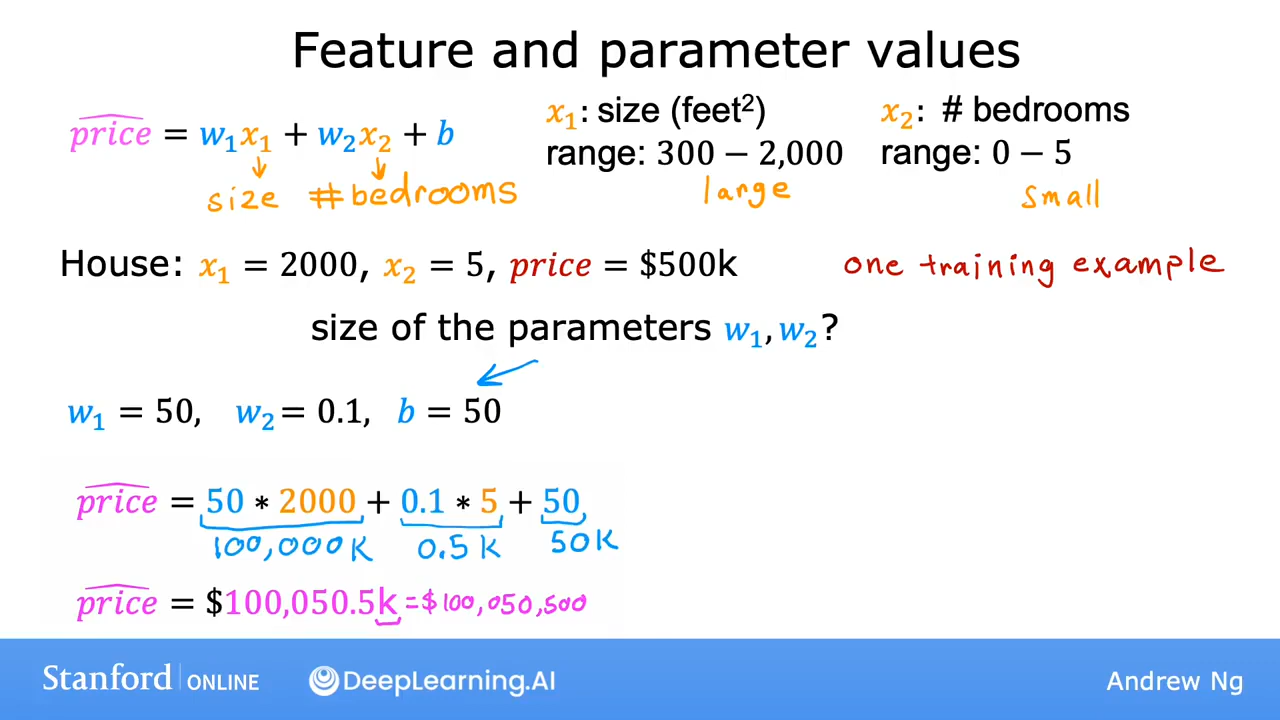 Feature and parameter values
price = w₁x₁ + w₂x₂ + b
size #bedrooms
x₁: size (feet²)
range: 300 − 2,000
large
x₂: # bedrooms
range: 0 − 5
small
House: x₁ = 2000, x₂ = 5, price = $500k one training example
size of the parameters w₁, w₂?
w₁ = 50, w₂ = 0.1, b = 50
price = 50 * 2000 + 0.1 * 5 + 50
100,000K 0.5K 50K
price = $100,050.5k = $100,050,500
Stanford ONLINE DeepLearning.AI Andrew Ng